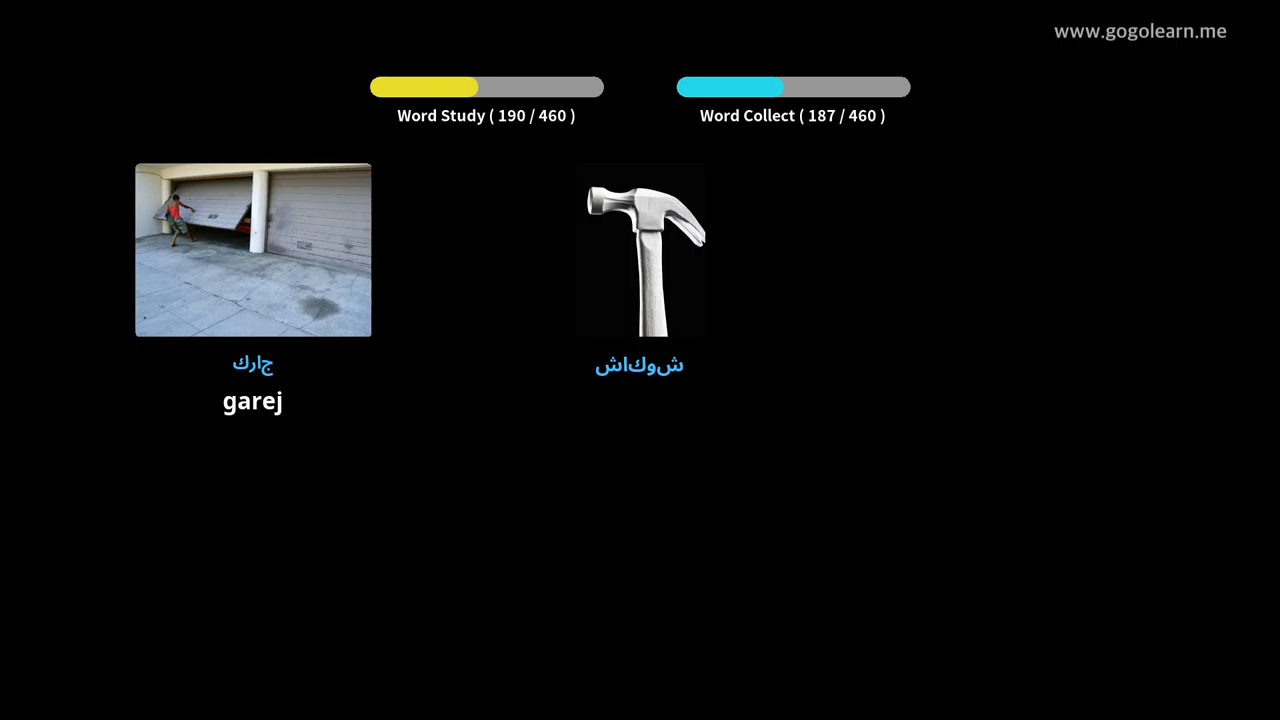 www.gogolearn.me
Word Study ( 190 / 460 )
Word Collect ( 187 / 460 )
جارك
garej
شوكاش